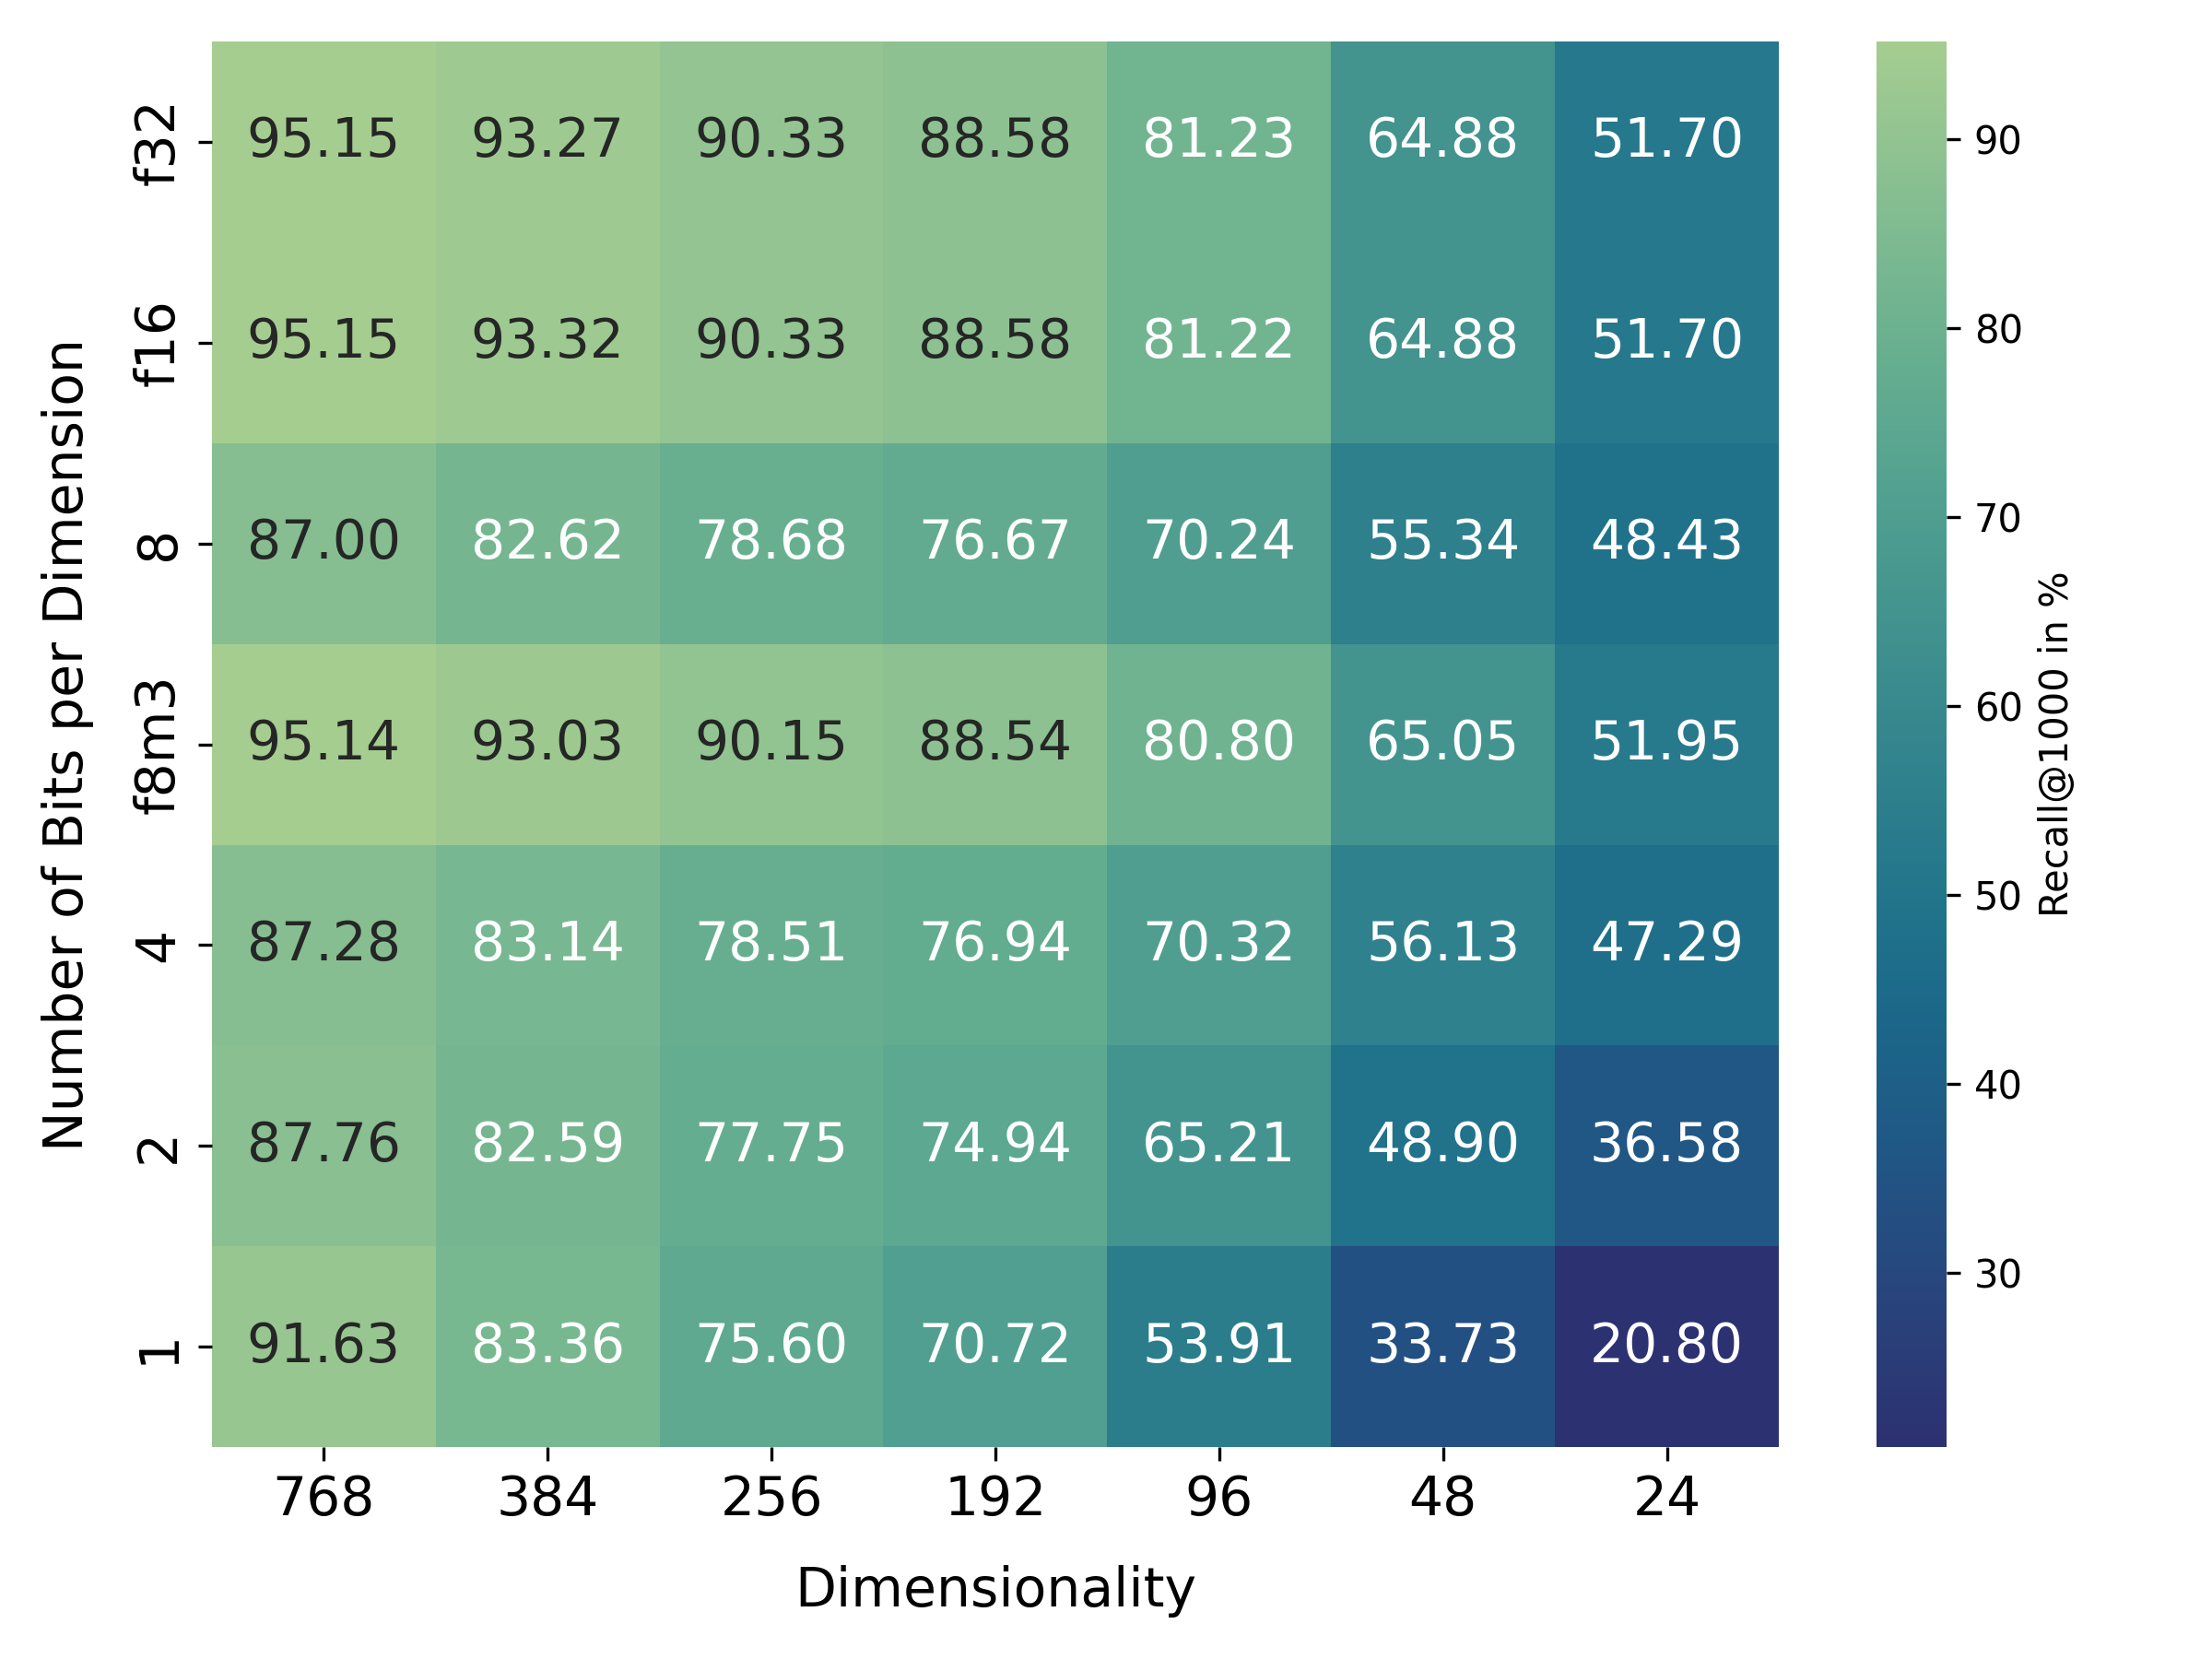 f32 95.15 93.27 90.33 88.58 81.23 64.88 51.70
f16 95.15 93.32 90.33 88.58 81.22 64.88 51.70
8 87.00 82.62 78.68 76.67 70.24 55.34 48.43
f8m3 95.14 93.03 90.15 88.54 80.80 65.05 51.95
4 87.28 83.14 78.51 76.94 70.32 56.13 47.29
2 87.76 82.59 77.75 74.94 65.21 48.90 36.58
1 91.63 83.36 75.60 70.72 53.91 33.73 20.80
768 384 256 192 96 48 24
Dimensionality
Number of Bits per Dimension
90
80
70
60
50
40
30
Recall@1000 in %